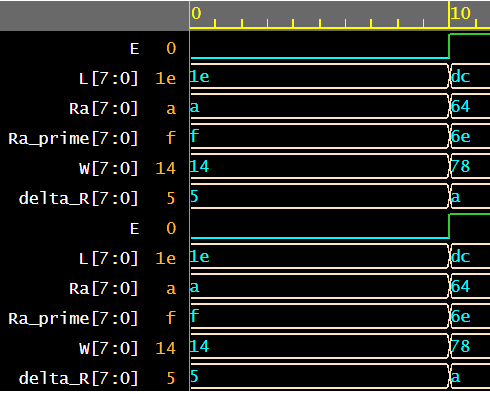 0 10
E 0
L[7:0] 1e 1e dc
Ra[7:0] a a 64
Ra_prime[7:0] f f 6e
W[7:0] 14 14 78
delta_R[7:0] 5 5 a
E 0
L[7:0] 1e 1e dc
Ra[7:0] a a 64
Ra_prime[7:0] f f 6e
W[7:0] 14 14 78
delta_R[7:0] 5 5 a